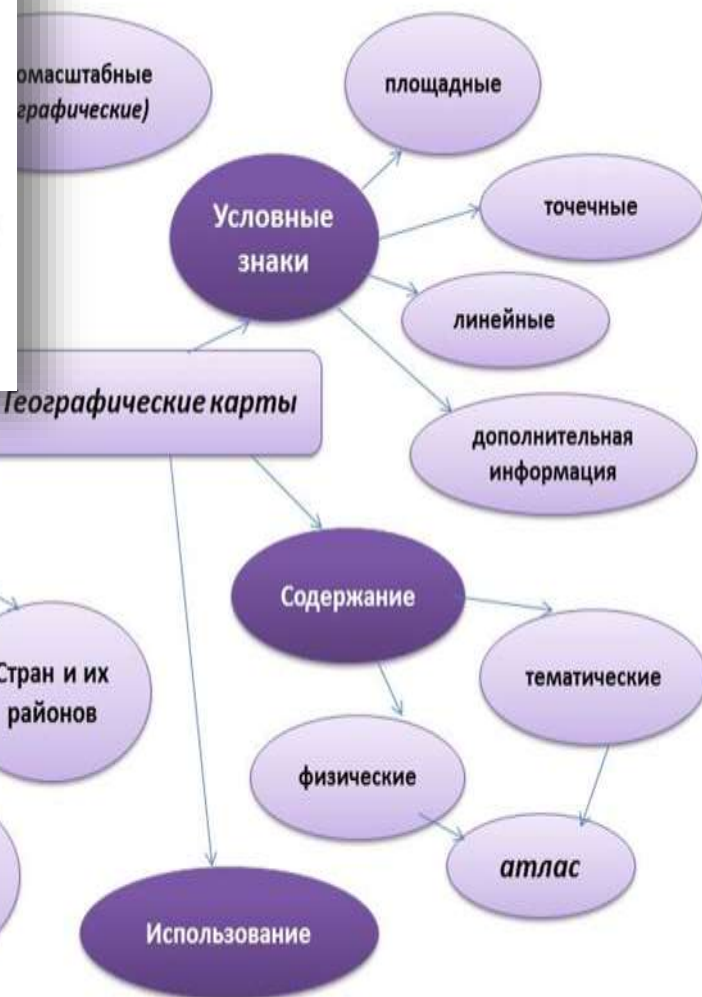 омасштабные
графические)
площадные
Условные
знаки
точечные
линейные
Географические карты
дополнительная
информация
Содержание
Стран и их
районов
тематические
физические
атлас
Использование